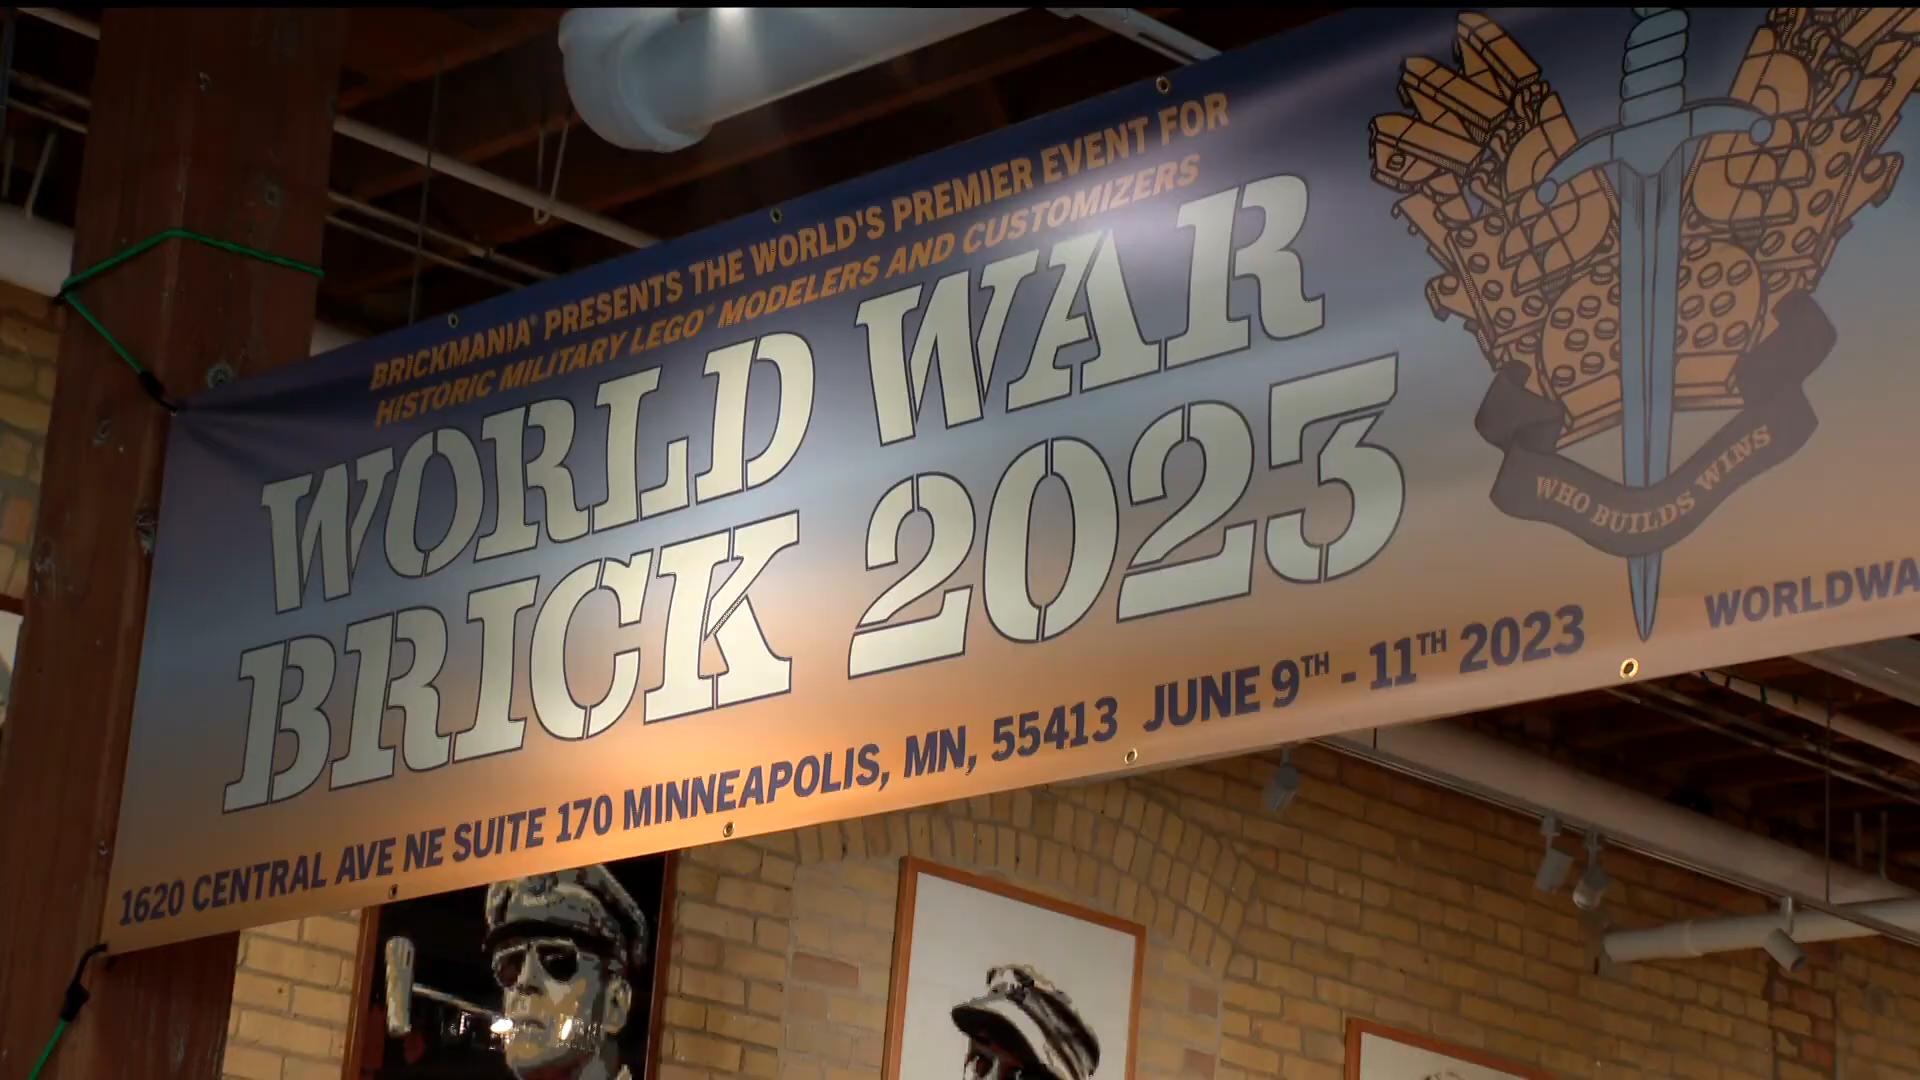 BRICKMANIA® PRESENTS THE WORLD'S PREMIER EVENT FOR
HISTORIC MILITARY LEGO® MODELERS AND CUSTOMIZERS
WORLD WAR
BRICK 2023
WHO BUILDS WINS
1620 CENTRAL AVE NE SUITE 170 MINNEAPOLIS, MN, 55413 JUNE 9TH - 11TH 2023
WORLDWA